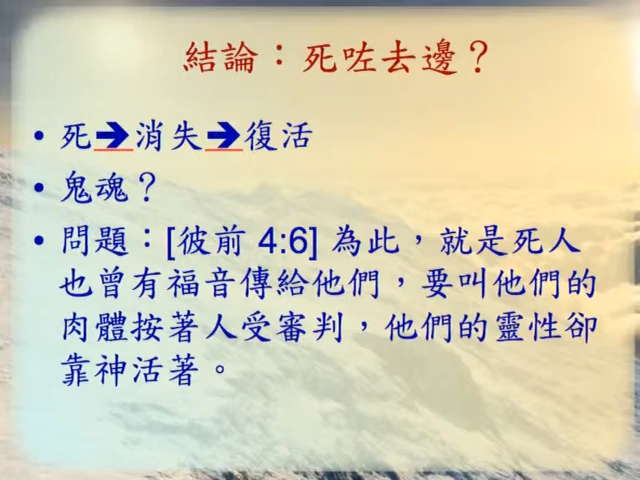 結論：死咗去邊？
• 死➔消失➔復活
• 鬼魂？
• 問題：[彼前 4:6] 為此，就是死人
也曾有福音傳給他們，要叫他們的
肉體按著人受審判，他們的靈性卻
靠神活著。